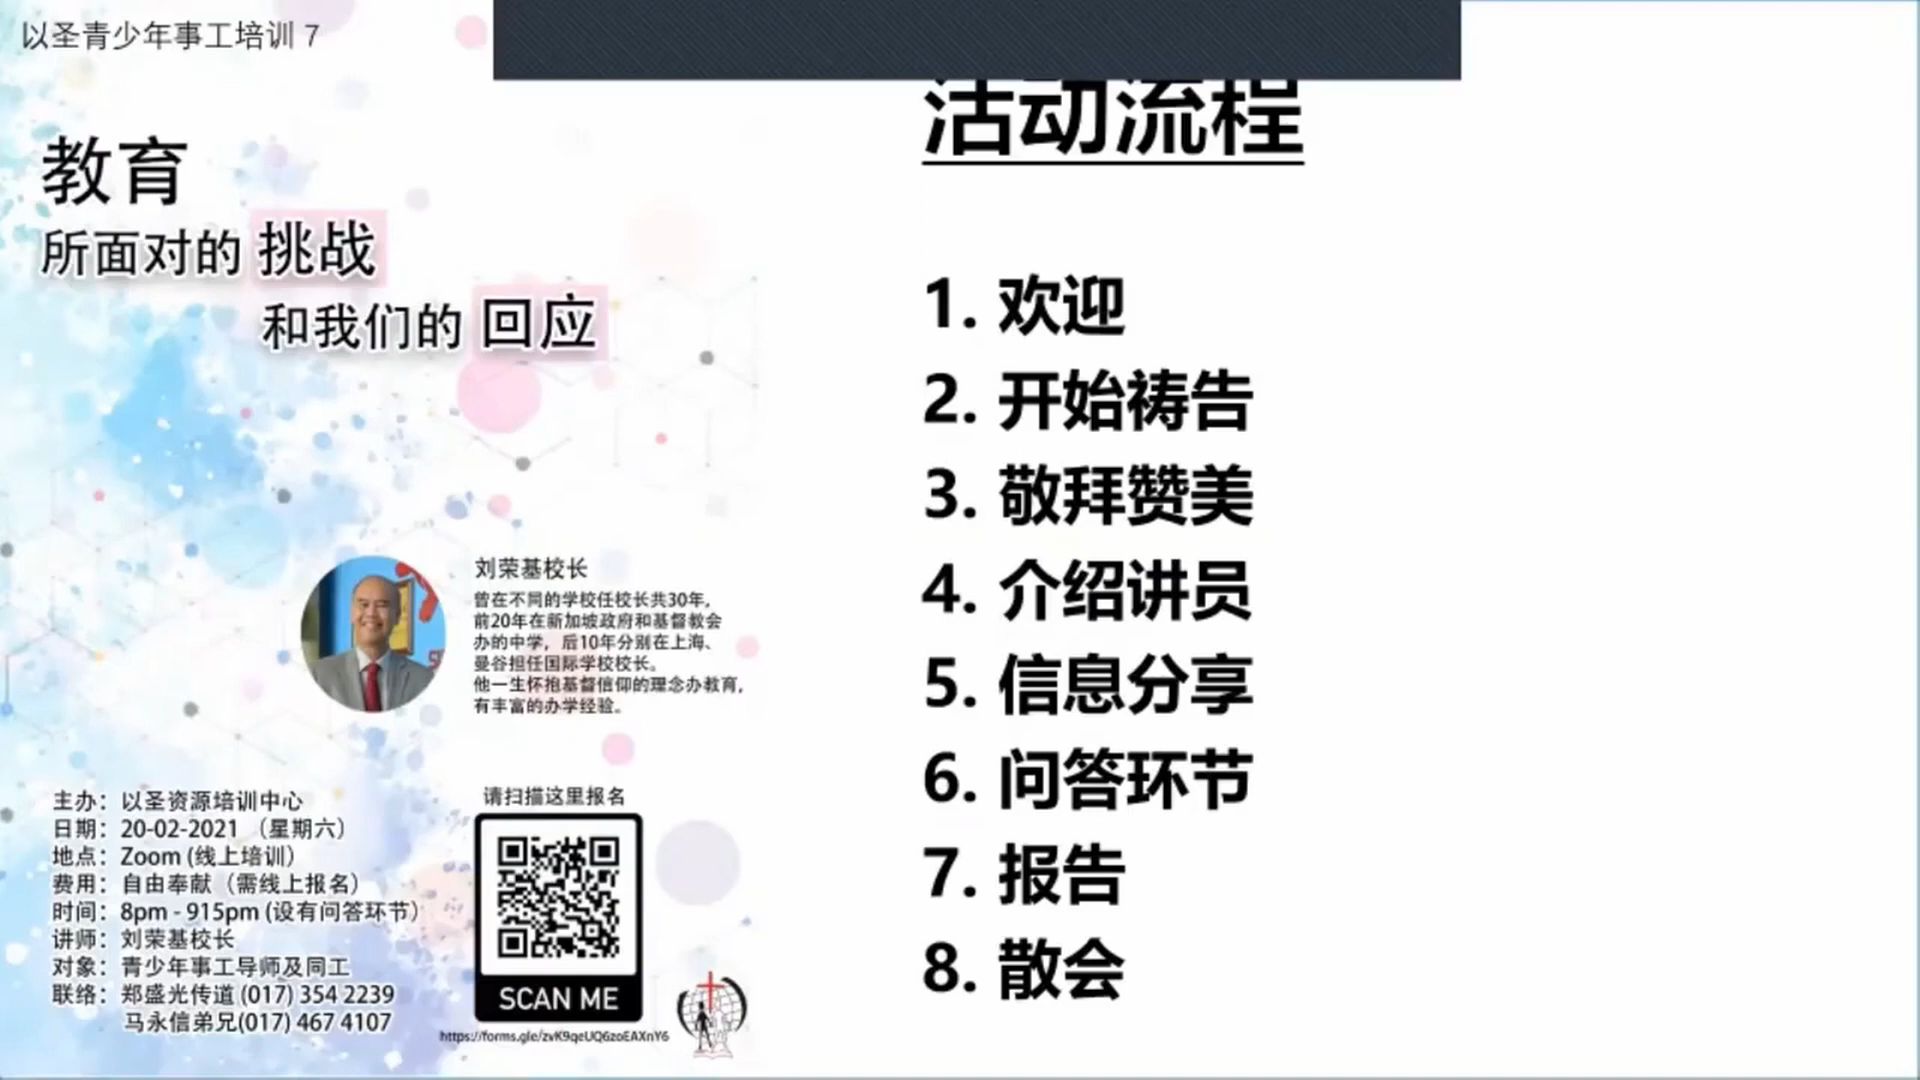 以圣青少年事工培训 7
教育
所面对的 挑战
和我们的 回应
刘荣基校长
曾在不同的学校任校长共30年，
前20年在新加坡政府和基督教会
办的中学，后10年分别在上海、
曼谷担任国际学校校长。
他一生怀抱基督信仰的理念办教育，
有丰富的办学经验。
主办：以圣资源培训中心
日期：20-02-2021 （星期六）
地点：Zoom (线上培训）
费用：自由奉献（需线上报名）
时间：8pm - 915pm (设有问答环节）
讲师：刘荣基校长
对象：青少年事工导师及同工
联络：郑盛光传道 (017) 354 2239
马永信弟兄(017) 467 4107
请扫描这里报名
SCAN ME
https://forms.gle/zvK9qeUQ6zoEAXnY6
活动流程
1. 欢迎
2. 开始祷告
3. 敬拜赞美
4. 介绍讲员
5. 信息分享
6. 问答环节
7. 报告
8. 散会